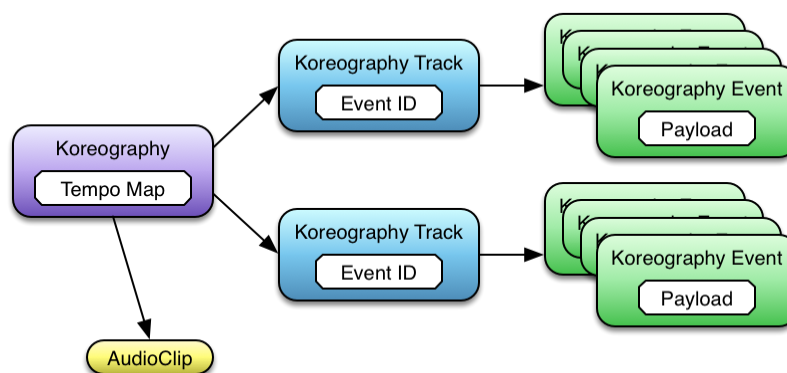 Koreography
Tempo Map
AudioClip
Koreography Track
Event ID
Koreography Event
Payload
Koreography Track
Event ID
Koreography Event
Payload